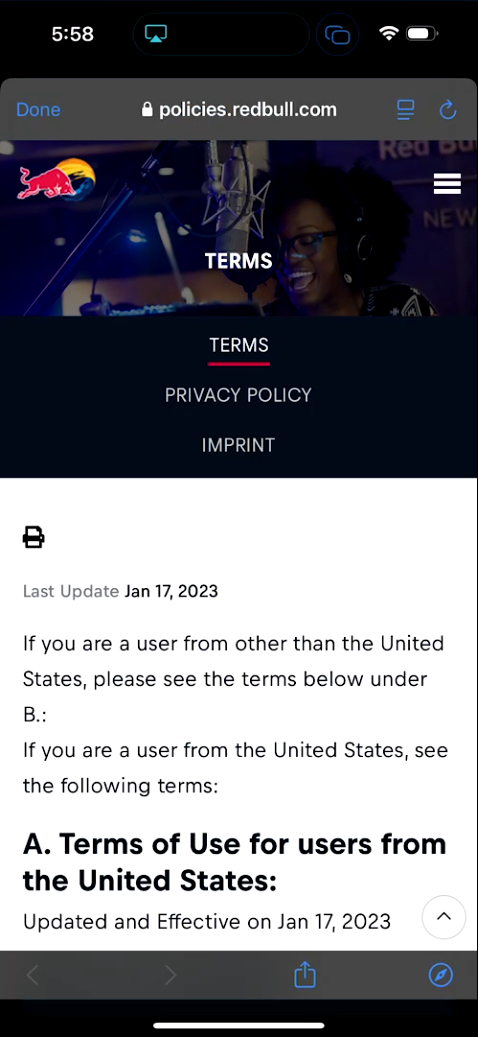 5:58
Done
policies.redbull.com
Red Bu
NEW
TERMS
TERMS
PRIVACY POLICY
IMPRINT
Last Update Jan 17, 2023
If you are a user from other than the United
States, please see the terms below under
B.:
If you are a user from the United States, see
the following terms:
A. Terms of Use for users from
the United States:
Updated and Effective on Jan 17, 2023